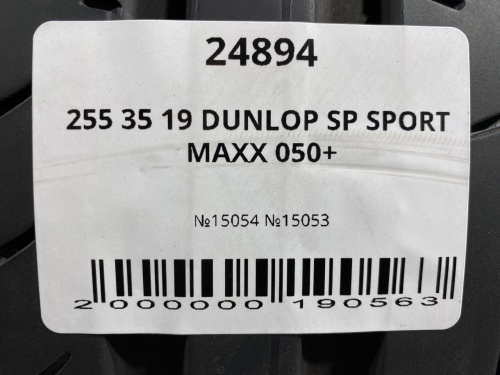 24894
255 35 19 DUNLOP SP SPORT
MAXX 050+
№15054 №15053
2 000000 190563